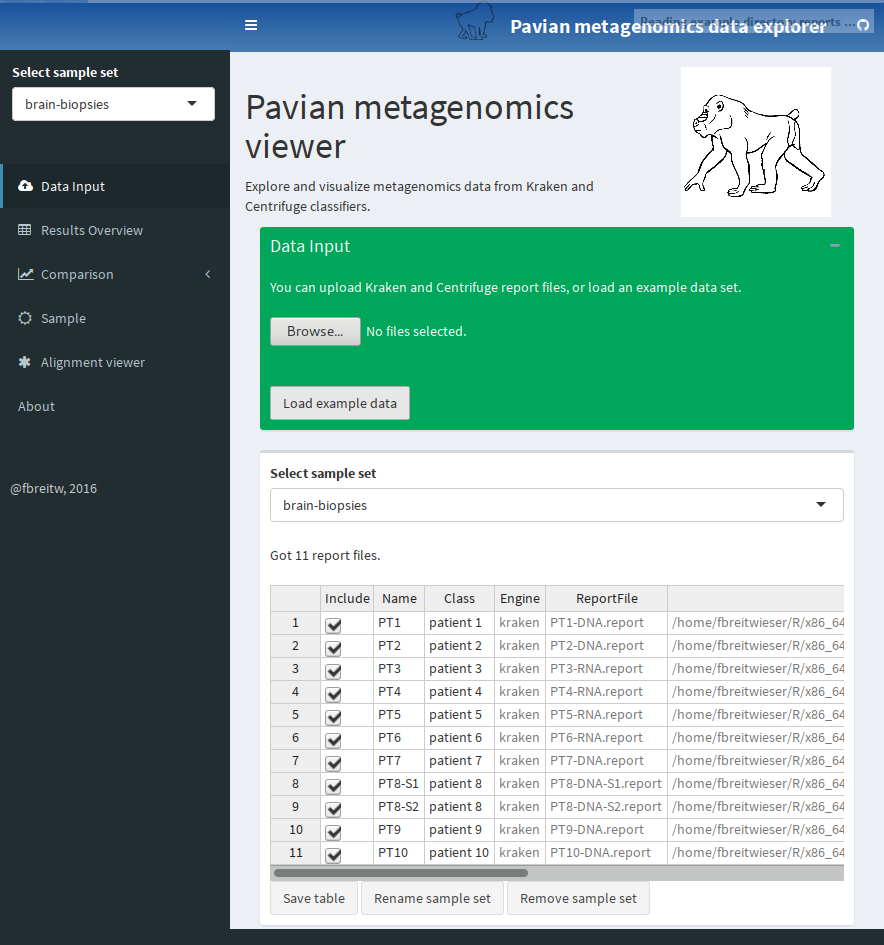 Pavian metagenomics data explorer
Reading example directory reports ...
Select sample set
brain-biopsies
Data Input
Results Overview
Comparison
Sample
Alignment viewer
About
@fbreitw, 2016
Pavian metagenomics
viewer
Explore and visualize metagenomics data from Kraken and
Centrifuge classifiers.
Data Input
You can upload Kraken and Centrifuge report files, or load an example data set.
Browse... No files selected.
Load example data
Select sample set
brain-biopsies
Got 11 report files.
Include Name Class Engine ReportFile
1 PT1 patient 1 kraken PT1-DNA.report /home/fbreitwieser/R/x86_64
2 PT2 patient 2 kraken PT2-DNA.report /home/fbreitwieser/R/x86_64
3 PT3 patient 3 kraken PT3-RNA.report /home/fbreitwieser/R/x86_64
4 PT4 patient 4 kraken PT4-RNA.report /home/fbreitwieser/R/x86_64
5 PT5 patient 5 kraken PT5-RNA.report /home/fbreitwieser/R/x86_64
6 PT6 patient 6 kraken PT6-RNA.report /home/fbreitwieser/R/x86_64
7 PT7 patient 7 kraken PT7-DNA.report /home/fbreitwieser/R/x86_64
8 PT8-S1 patient 8 kraken PT8-DNA-S1.report /home/fbreitwieser/R/x86_64
9 PT8-S2 patient 8 kraken PT8-DNA-S2.report /home/fbreitwieser/R/x86_64
10 PT9 patient 9 kraken PT9-DNA.report /home/fbreitwieser/R/x86_64
11 PT10 patient 10 kraken PT10-DNA.report /home/fbreitwieser/R/x86_64
Save table Rename sample set Remove sample set